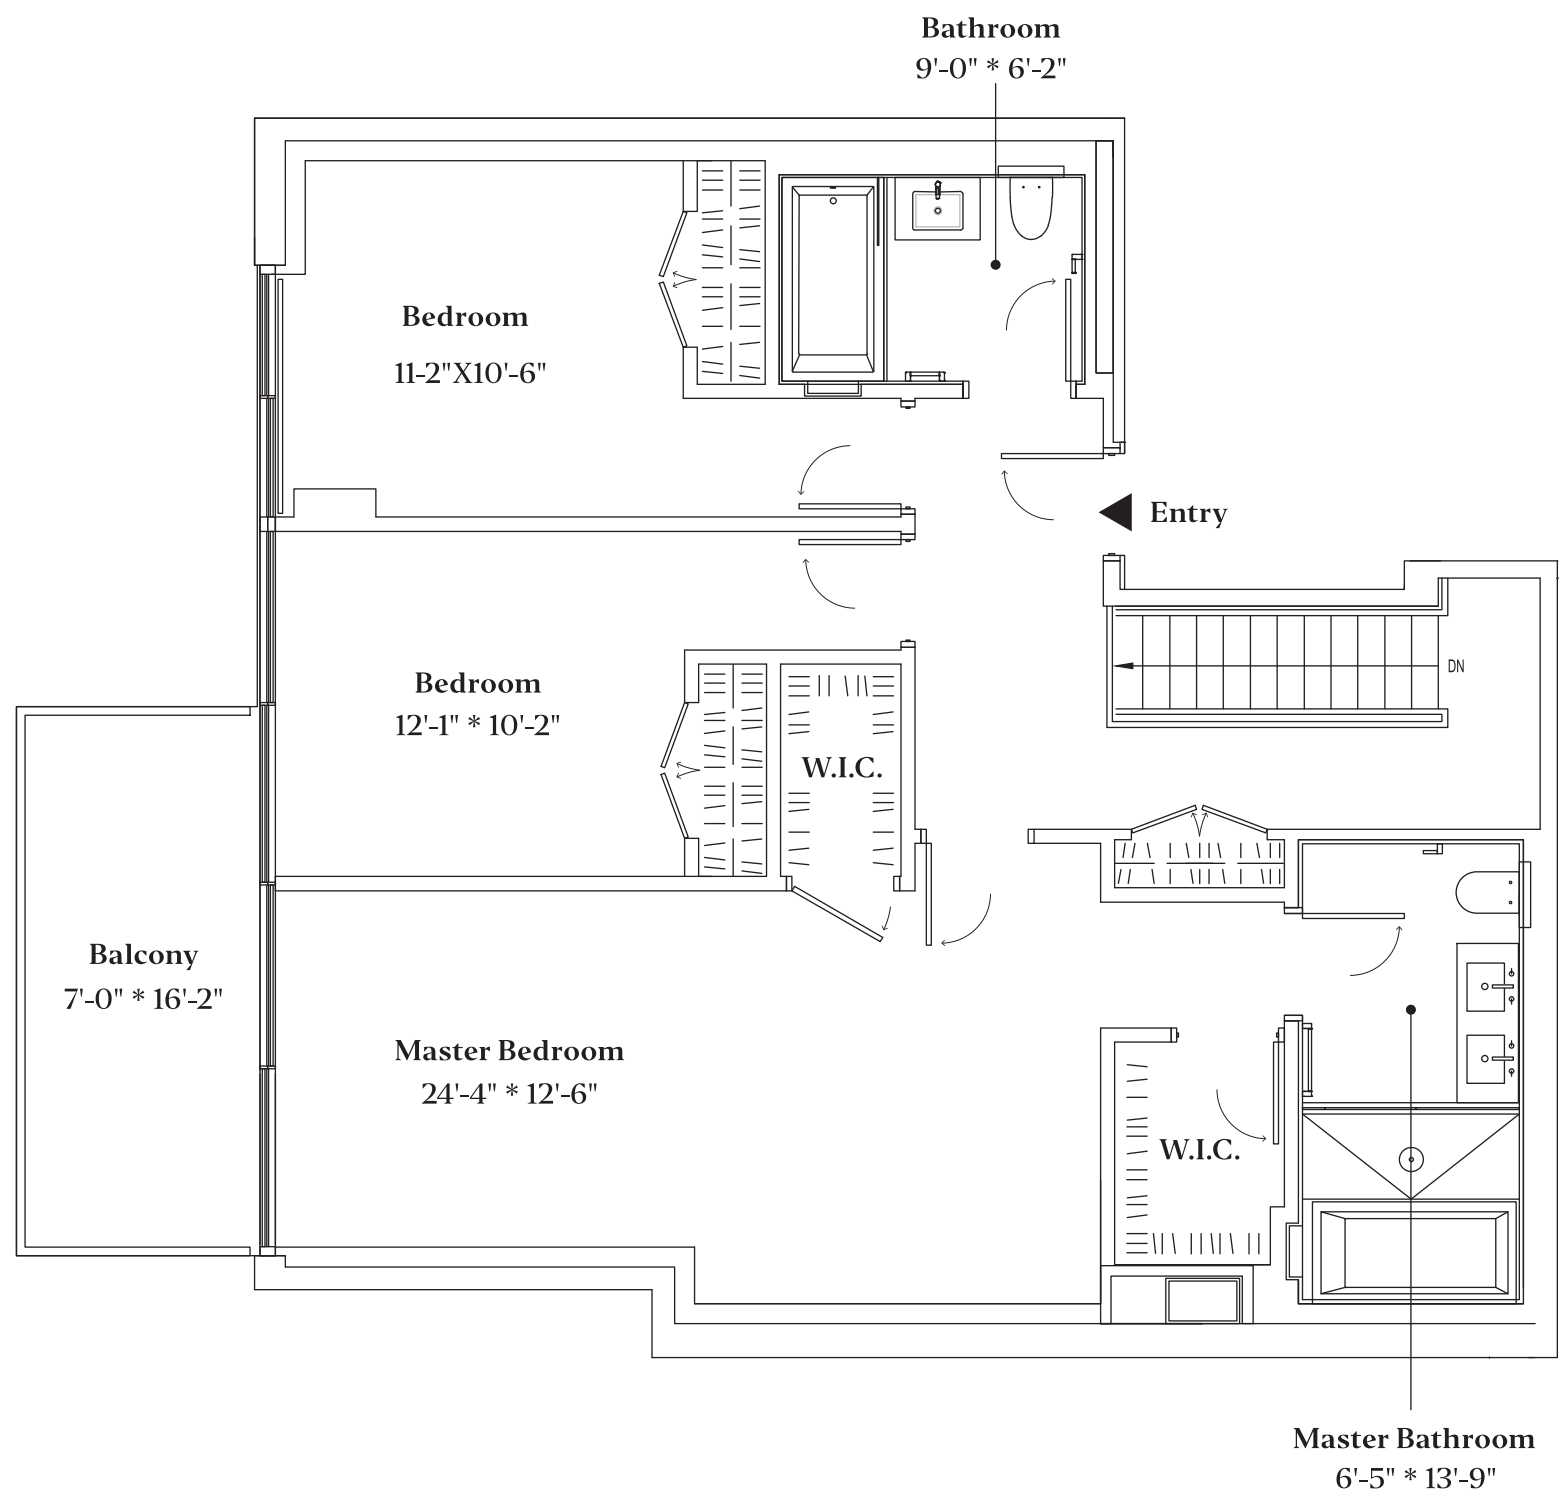 Bathroom
9'-0" * 6'-2"
Bedroom
11-2"X10'-6"
Entry
Bedroom
12'-1" * 10'-2"
DN
W.I.C.
Balcony
7'-0" * 16'-2"
Master Bedroom
24'-4" * 12'-6"
W.I.C.
Master Bathroom
6'-5" * 13'-9"